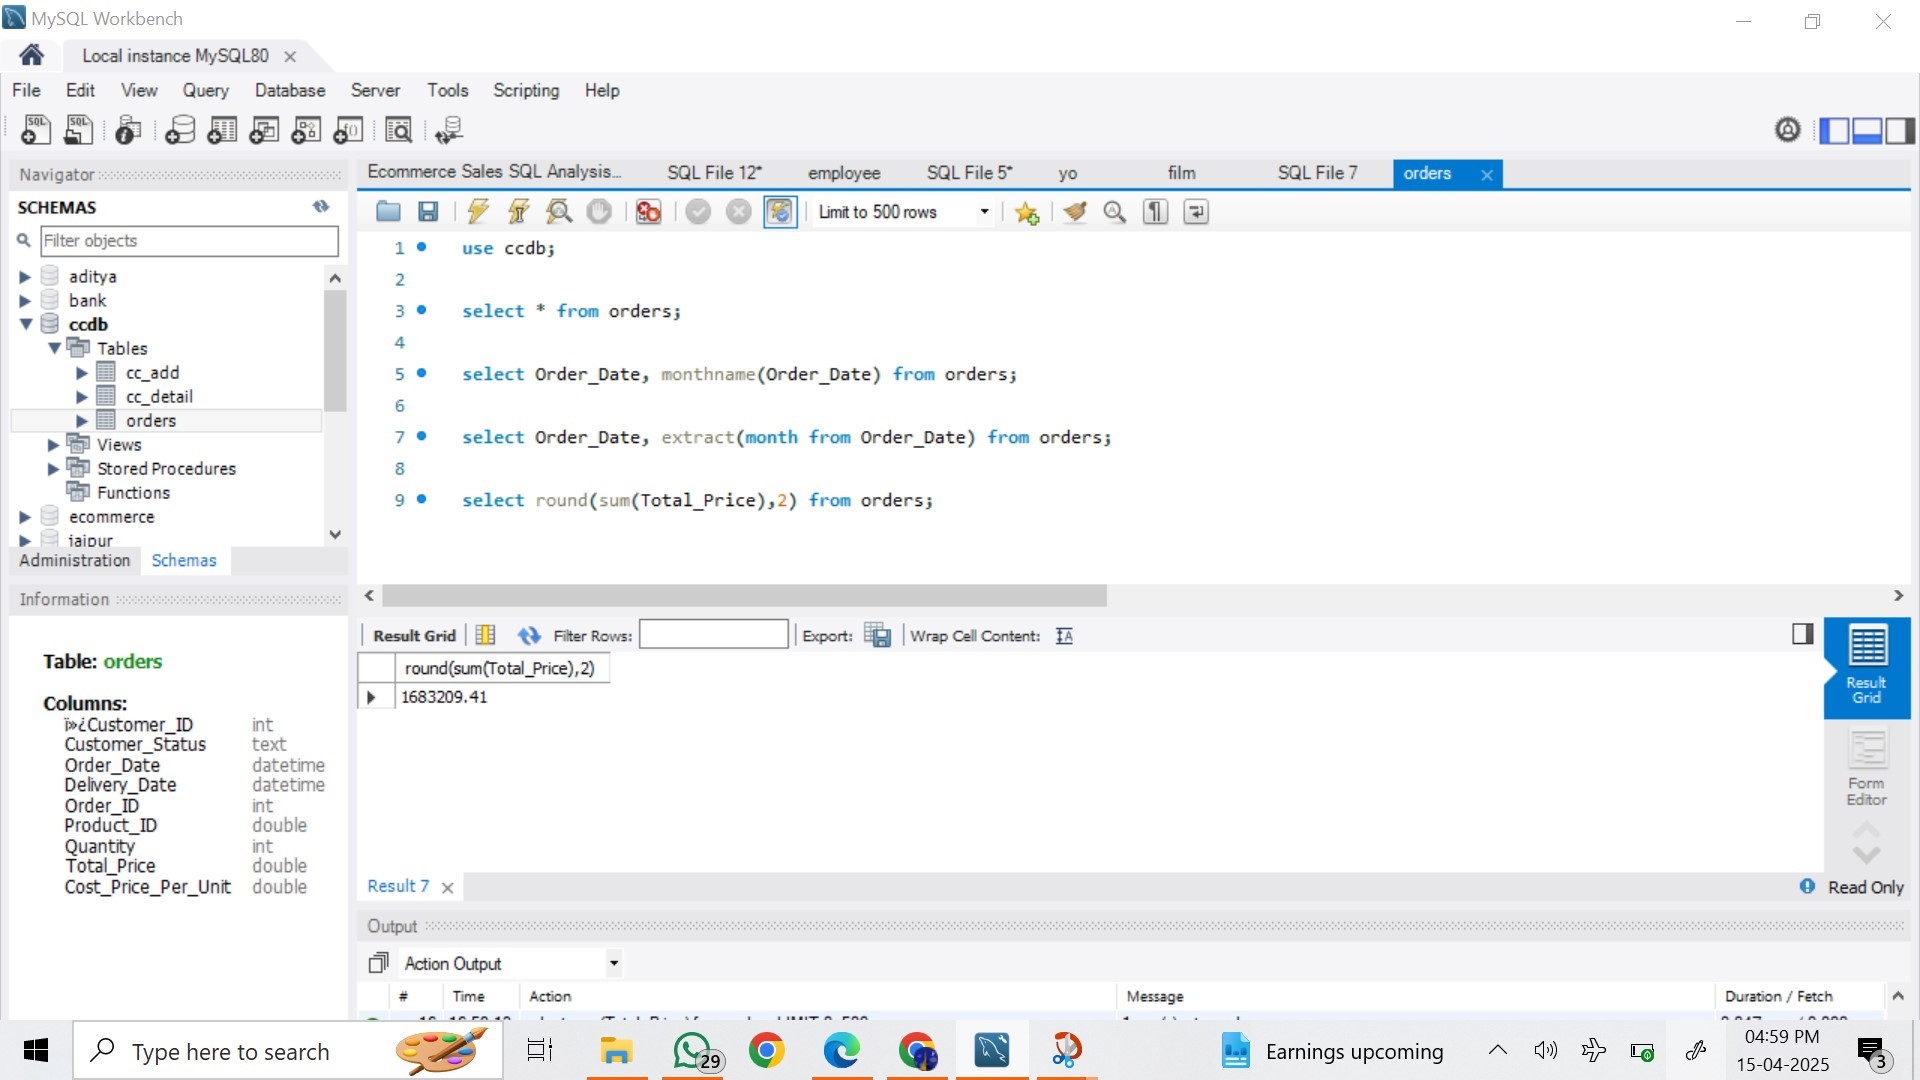 MySQL Workbench
Local instance MySQL80
File Edit View Query Database Server Tools Scripting Help
Navigator
SCHEMAS
Filter objects
aditya
bank
ccdb
Tables
cc_add
cc_detail
orders
Views
Stored Procedures
Functions
ecommerce
jaipur
Administration Schemas
Information
Table: orders
Columns:
ï»¿Customer_ID int
Customer_Status text
Order_Date datetime
Delivery_Date datetime
Order_ID int
Product_ID double
Quantity int
Total_Price double
Cost_Price_Per_Unit double
Ecommerce Sales SQL Analysis... SQL File 12* employee SQL File 5* yo film SQL File 7 orders
Limit to 500 rows
1 use ccdb;
2
3 select * from orders;
4
5 select Order_Date, monthname(Order_Date) from orders;
6
7 select Order_Date, extract(month from Order_Date) from orders;
8
9 select round(sum(Total_Price),2) from orders;
Result Grid Filter Rows: Export: Wrap Cell Content:
round(sum(Total_Price),2)
1683209.41
Result Grid
Form Editor
Result 7
Read Only
Output
Action Output
# Time Action Message Duration / Fetch
Type here to search
29
Earnings upcoming
04:59 PM
15-04-2025
3